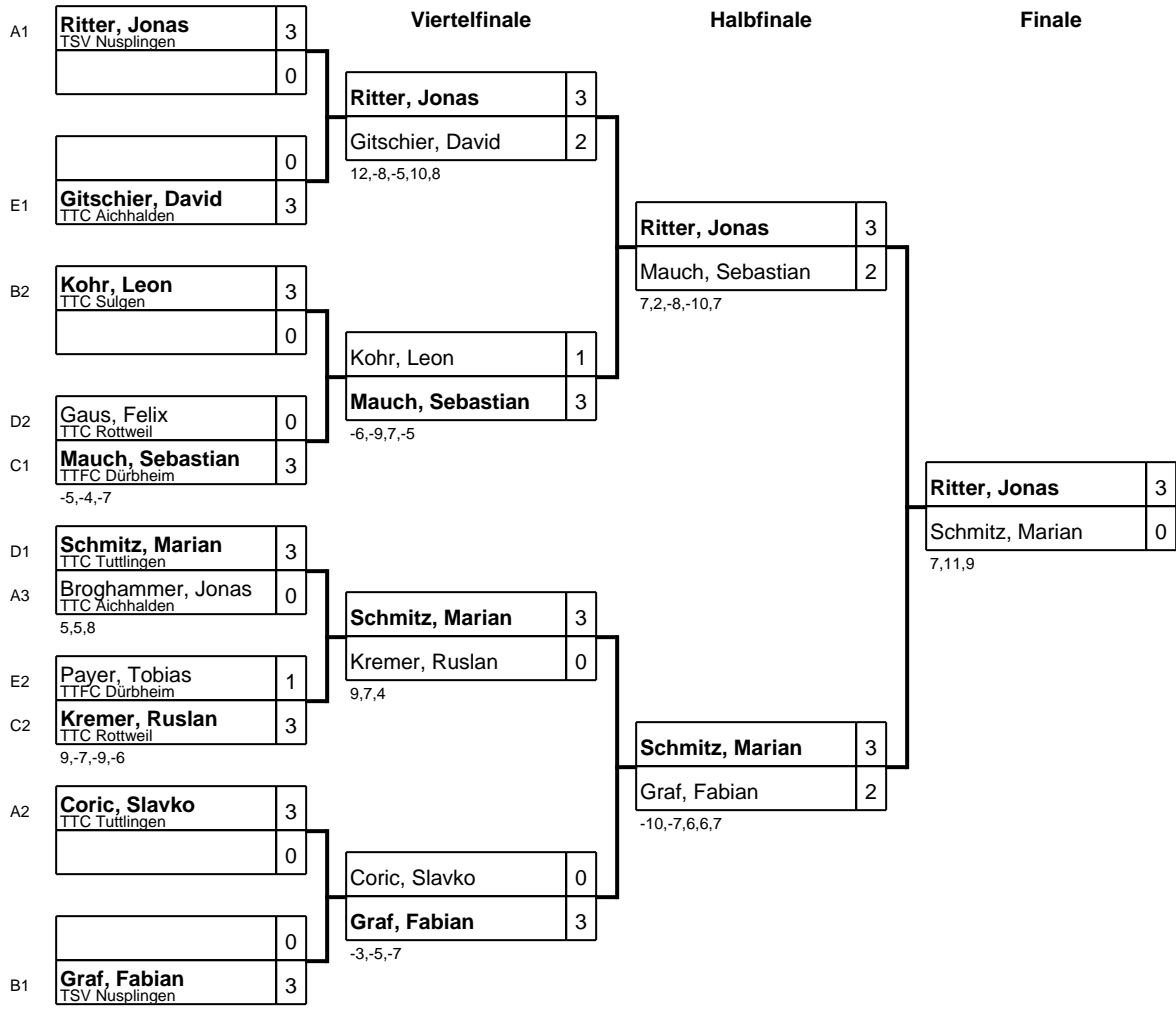 Viertelfinale
Halbfinale
Finale
A1
Ritter, Jonas
3
TSV Nusplingen
0
0
E1
Gitschier, David
3
TTC Aichhalden
B2
Kohr, Leon
3
TTC Sulgen
0
D2
Gaus, Felix
0
TTC Rottweil
C1
Mauch, Sebastian
3
TTFC Dürbheim
-5,-4,-7
D1
Schmitz, Marian
3
TTC Tuttlingen
A3
Broghammer, Jonas
0
TTC Aichhalden
5,5,8
E2
Payer, Tobias
1
TTFC Dürbheim
C2
Kremer, Ruslan
3
TTC Rottweil
9,-7,-9,-6
A2
Coric, Slavko
3
TTC Tuttlingen
0
0
B1
Graf, Fabian
3
TSV Nusplingen
Ritter, Jonas
3
Gitschier, David
2
12,-8,-5,10,8
Kohr, Leon
1
Mauch, Sebastian
3
-6,-9,7,-5
Schmitz, Marian
3
Kremer, Ruslan
0
9,7,4
Coric, Slavko
0
Graf, Fabian
3
-3,-5,-7
Ritter, Jonas
3
Mauch, Sebastian
2
7,2,-8,-10,7
Schmitz, Marian
3
Graf, Fabian
2
-10,-7,6,6,7
Ritter, Jonas
3
Schmitz, Marian
0
7,11,9